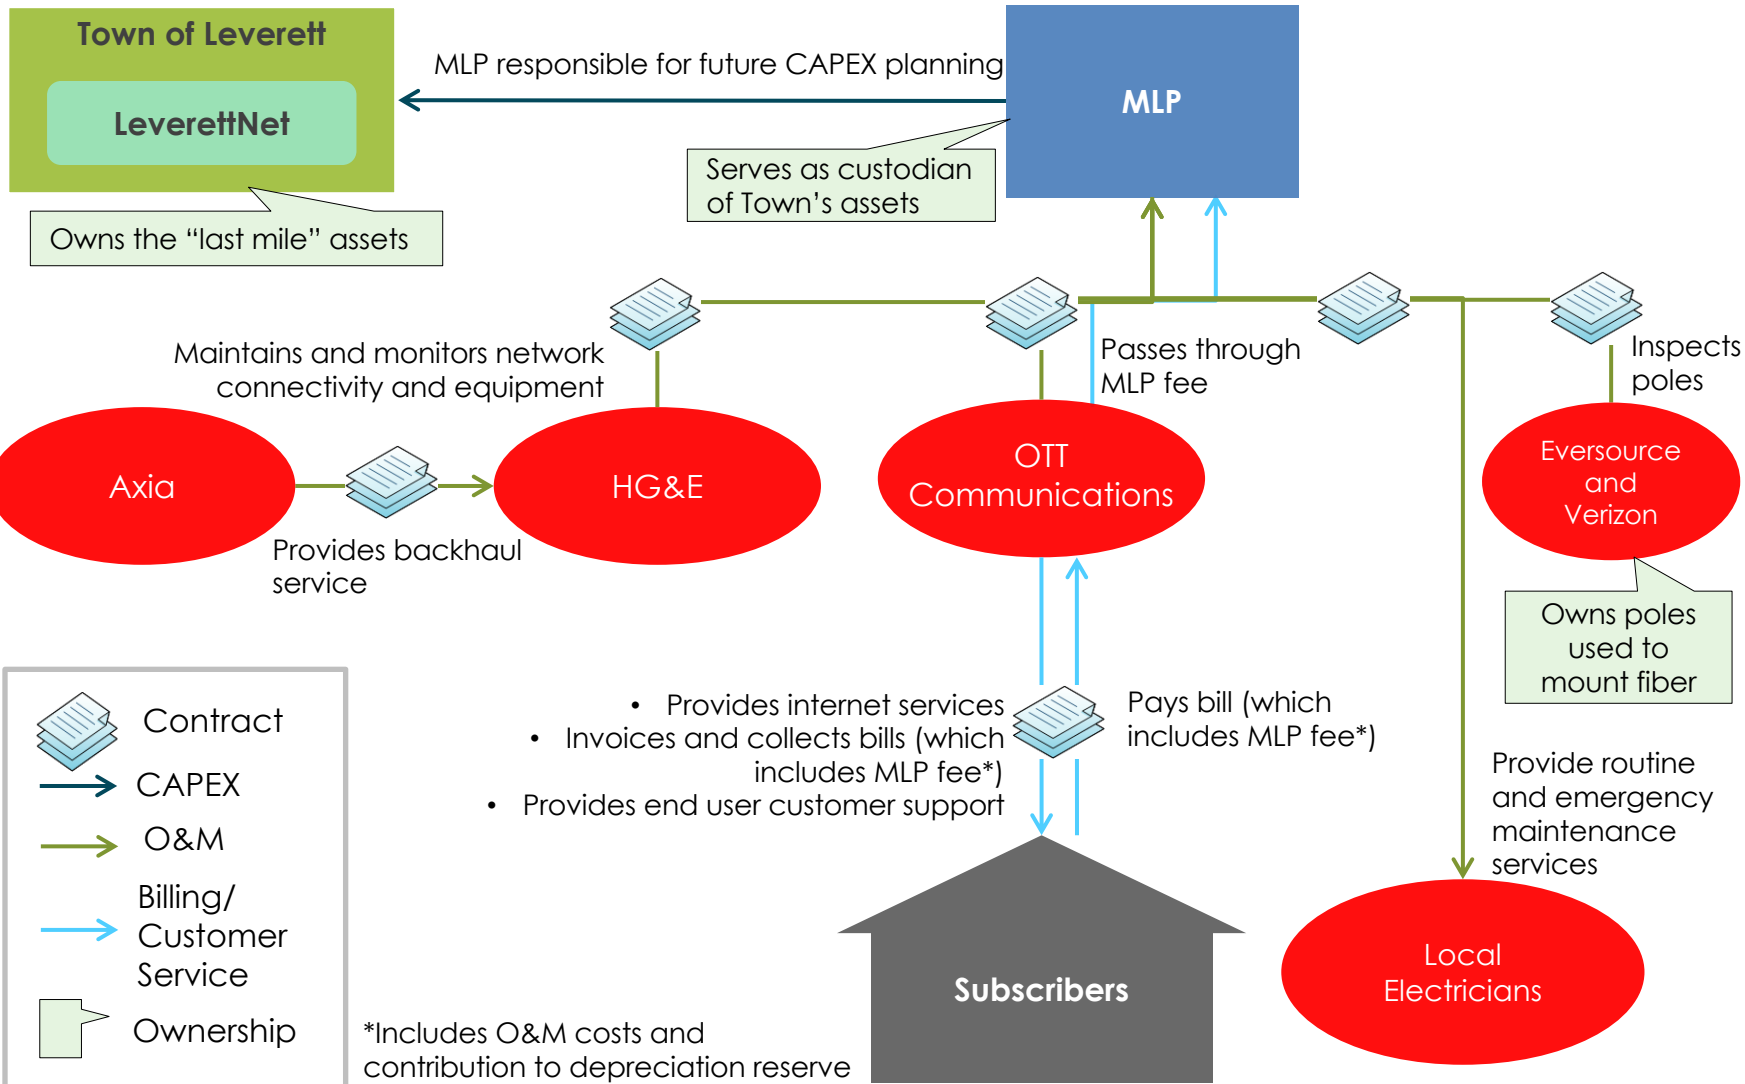 Town of Leverett
LeverettNet
Owns the “last mile” assets
MLP responsible for future CAPEX planning
MLP
Serves as custodian
of Town’s assets
Maintains and monitors network
connectivity and equipment
Passes through
MLP fee
Inspects
poles
Axia
Provides backhaul
service
HG&E
OTT
Communications
Eversource
and
Verizon
Owns poles
used to
mount fiber
• Provides internet services
• Invoices and collects bills (which
includes MLP fee*)
• Provides end user customer support
Pays bill (which
includes MLP fee*)
Provide routine
and emergency
maintenance
services
Local
Electricians
Subscribers
Contract
CAPEX
O&M
Billing/
Customer
Service
Ownership
*Includes O&M costs and
contribution to depreciation reserve